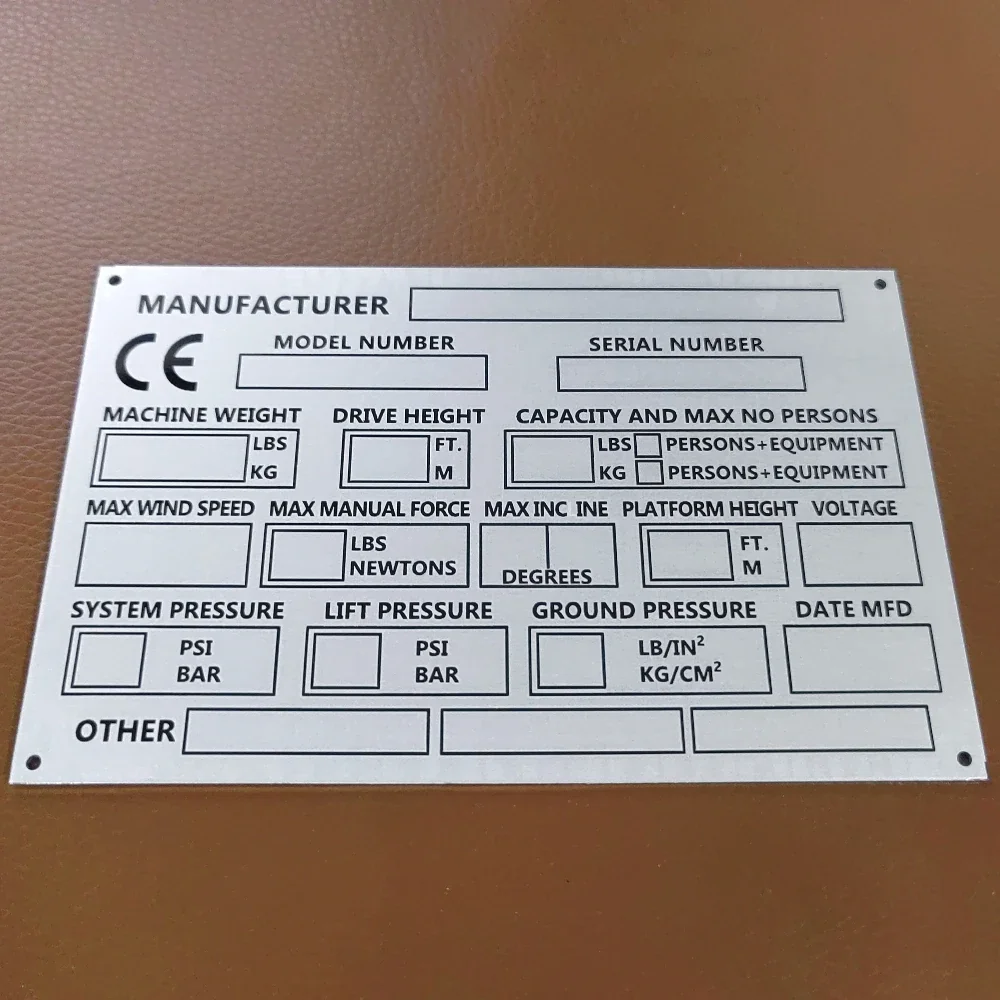 MANUFACTURER
CE
MODEL NUMBER SERIAL NUMBER
MACHINE WEIGHT DRIVE HEIGHT CAPACITY AND MAX NO PERSONS
LBS FT. LBS PERSONS+EQUIPMENT
KG M KG PERSONS+EQUIPMENT
MAX WIND SPEED MAX MANUAL FORCE MAX INC INE PLATFORM HEIGHT VOLTAGE
LBS FT.
NEWTONS DEGREES M
SYSTEM PRESSURE LIFT PRESSURE GROUND PRESSURE DATE MFD
PSI PSI LB/IN²
BAR BAR KG/CM²
OTHER